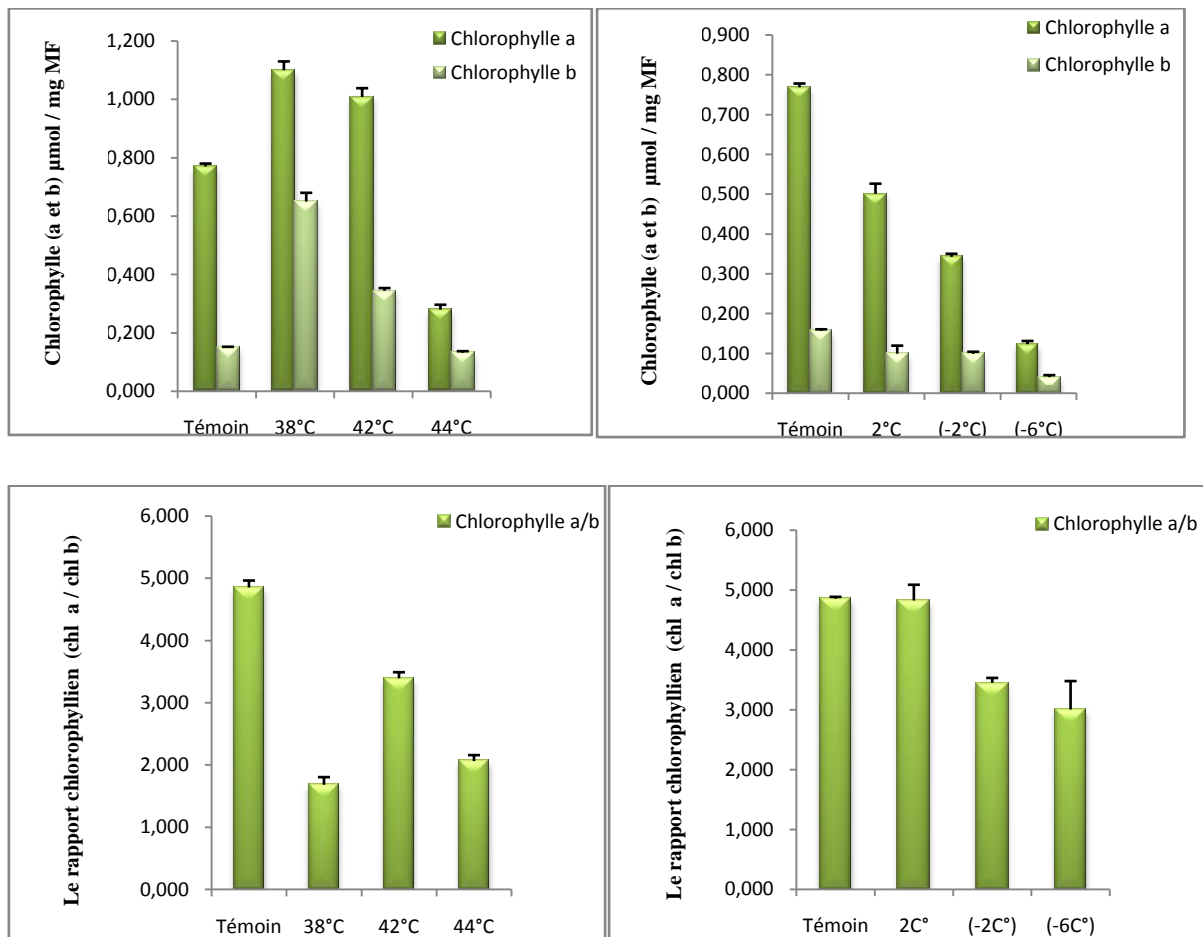 Chlorophylle (a et b) µmol / mg MF
1,200
1,000
0,800
0,600
0,400
0,200
0,000
Chlorophylle a
Chlorophylle b
Témoin 38°C 42°C 44°C
Chlorophylle (a et b) µmol / mg MF
0,900
0,800
0,700
0,600
0,500
0,400
0,300
0,200
0,100
0,000
Chlorophylle a
Chlorophylle b
Témoin 2°C (-2°C) (-6°C)
Le rapport chlorophyllien (chl a / chl b)
6,000
5,000
4,000
3,000
2,000
1,000
0,000
Chlorophylle a/b
Témoin 38°C 42°C 44°C
Le rapport chlorophyllien (chl a / chl b)
6,000
5,000
4,000
3,000
2,000
1,000
0,000
Chlorophylle a/b
Témoin 2C° (-2C°) (-6C°)